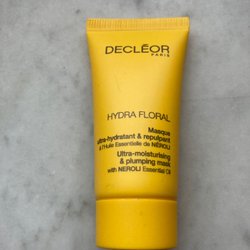 DECLÉOR
PARIS
HYDRA FLORAL
Masque
ultra-hydratant & repulpant
à l'Huile Essentielle de NÉROLI
Ultra-moisturising
& plumping mask
with NEROLI Essential Oil